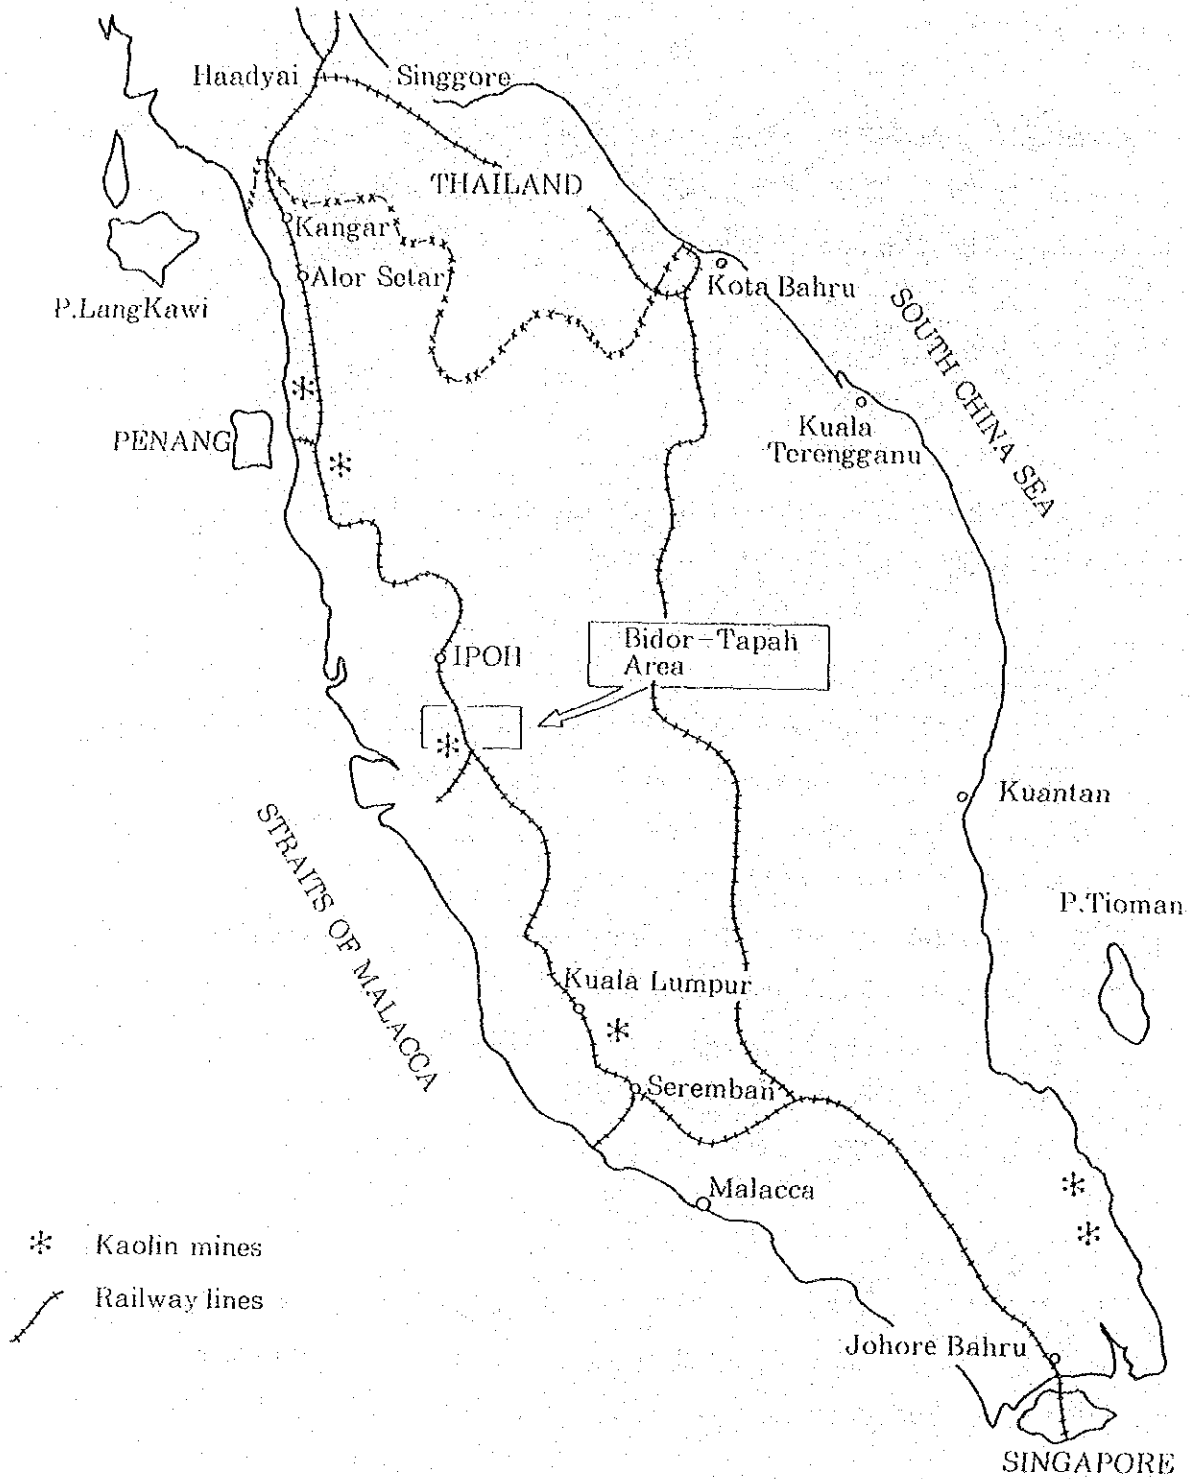 Haadyai
Singgore
THAILAND
Kangar
Alor Setar
P.LangKawi
Kota Bahru
SOUTH CHINA SEA
PENANG
Kuala
Terengganu
IPOH
Bidor-Tapah
Area
Kuantan
STRAITS OF MALACCA
P.Tioman
Kuala Lumpur
Seremban
Malacca
Kaolin mines
Railway lines
Johore Bahru
SINGAPORE